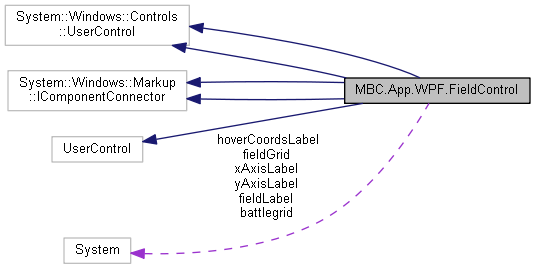 System::Windows::Controls
::UserControl
System::Windows::Markup
::IComponentConnector
MBC.App.WPF.FieldControl
UserControl
hoverCoordsLabel
fieldGrid
xAxisLabel
yAxisLabel
fieldLabel
battlegrid
System